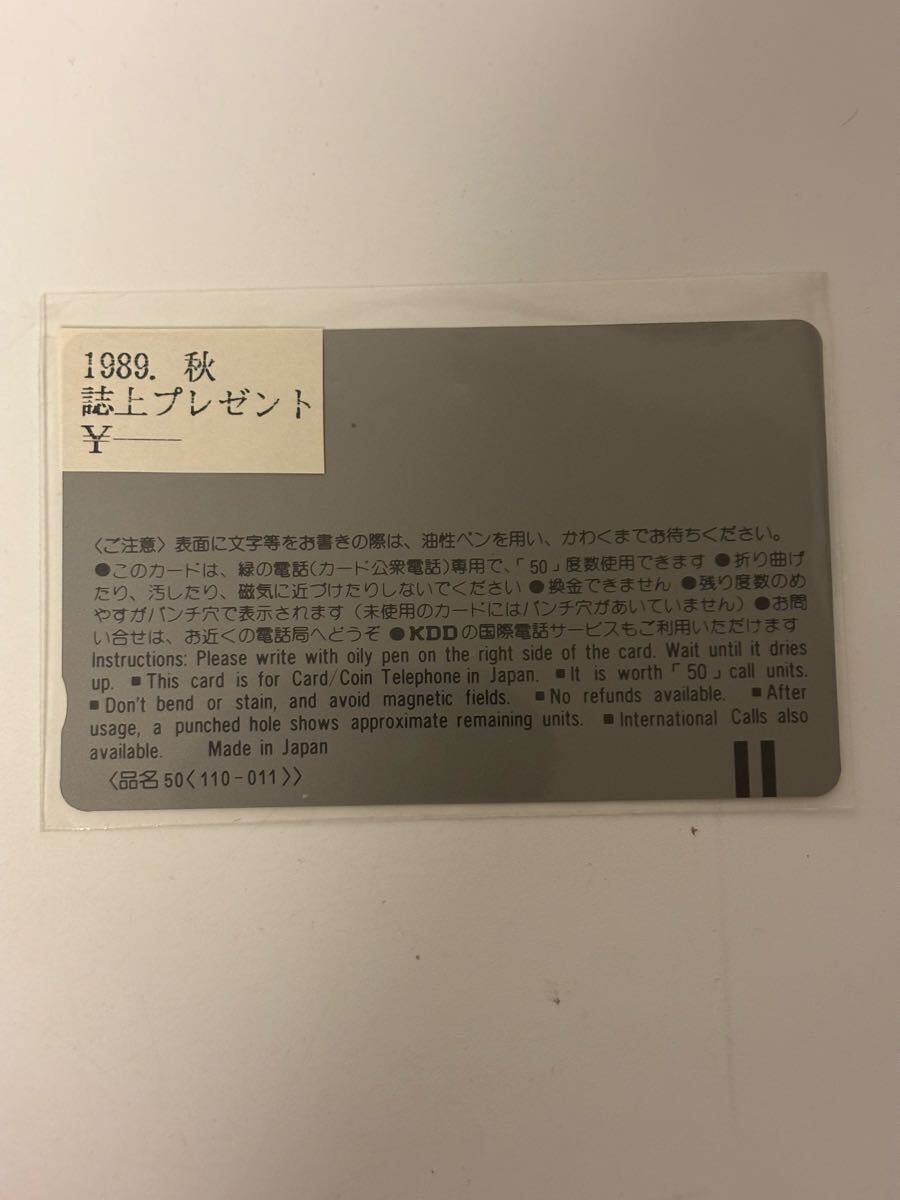 1989. 秋
誌上プレゼント
¥——
〈ご注意〉表面に文字等をお書きの際は、油性ペンを用い、かわくまでお待ちください。
●このカードは、緑の電話(カード公衆電話)専用で、「50」度数使用できます ●折り曲げ
たり、汚したり、磁気に近づけたりしないでください ●換金できません ●残り度数のめ
やすがパンチ穴で表示されます(未使用のカードにはパンチ穴があいていません) ●お問
い合せは、お近くの電話局へどうぞ ●KDDの国際電話サービスもご利用いただけます
Instructions: Please write with oily pen on the right side of the card. Wait until it dries
up. ■This card is for Card/Coin Telephone in Japan. ■It is worth「50」call units.
■Don't bend or stain, and avoid magnetic fields. ■No refunds available. ■After
usage, a punched hole shows approximate remaining units. ■International Calls also
available. Made in Japan
〈品名50〈110-011〉〉